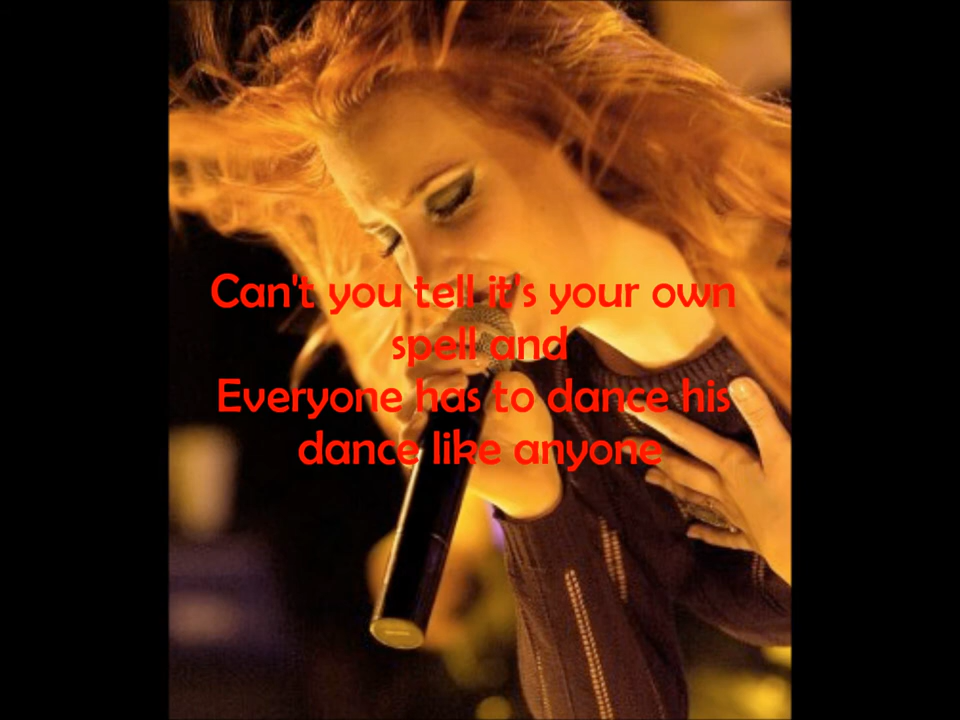 Can't you tell it's your own
spell and
Everyone has to dance his
dance like anyone